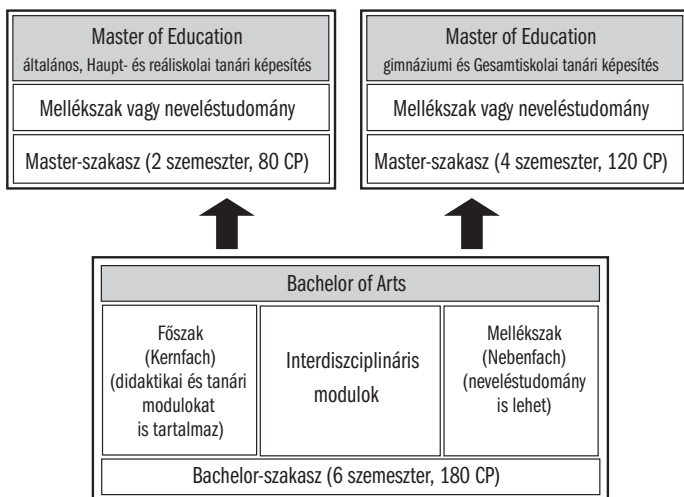 Master of Education
általános, Haupt- és reáliskolai tanári képesítés
Mellékszak vagy neveléstudomány
Master-szakasz (2 szemeszter, 80 CP)
Master of Education
gimnáziumi és Gesamtiskolai tanári képesítés
Mellékszak vagy neveléstudomány
Master-szakasz (4 szemeszter, 120 CP)
Bachelor of Arts
Főszak
(Kernfach)
(didaktikai és tanári
modulokat
is tartalmaz)
Interdiszciplináris
modulok
Mellékszak
(Nebenfach)
(neveléstudomány
is lehet)
Bachelor-szakasz (6 szemeszter, 180 CP)